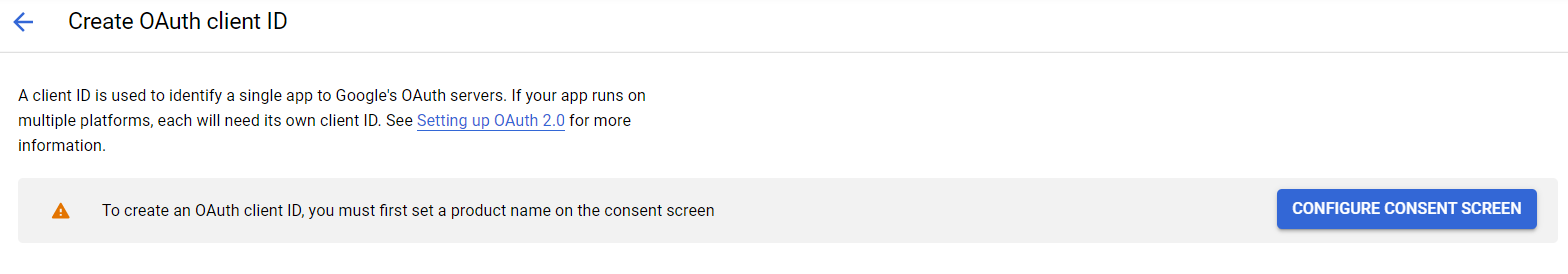 Create OAuth client ID
A client ID is used to identify a single app to Google's OAuth servers. If your app runs on
multiple platforms, each will need its own client ID. See Setting up OAuth 2.0 for more
information.
To create an OAuth client ID, you must first set a product name on the consent screen
CONFIGURE CONSENT SCREEN